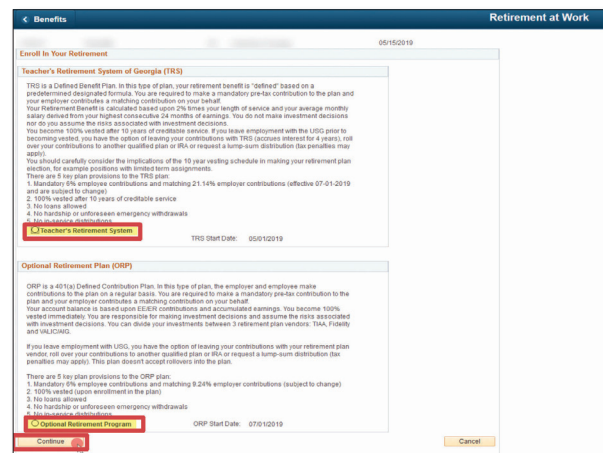 Benefits
Retirement at Work
05/15/2019
Enroll In Your Retirement
Teacher's Retirement System of Georgia (TRS)
TRS is a Defined Benefit Plan. In this type of plan, your retirement benefit is "defined" based on a
predetermined designated formula. You are required to make a mandatory pre-tax contribution to the plan and
your employer contributes a matching contribution on your behalf.
Your Retirement Benefit is calculated based upon 2% times your length of service and your average monthly
salary derived from your highest consecutive 24 months of earnings. You do not make investment decisions
nor do you assume the risks associated with investment decisions.
You become 100% vested after 10 years of creditable service. If you leave employment with the USG prior to
becoming vested, you have the option of leaving your contributions with TRS (accrues interest for 4 years), roll
over your contributions to another qualified plan or IRA or request a lump-sum distribution (tax penalties may
apply).
You should carefully consider the implications of the 10 year vesting schedule in making your retirement plan
election, for example positions with limited term assignments.
There are 5 key plan provisions to the TRS plan:
1. Mandatory 6% employee contributions and matching 21.14% employer contributions (effective 07-01-2019
and are subject to change)
2. 100% vested after 10 years of creditable service
3. No loans allowed
4. No hardship or unforeseen emergency withdrawals
5. No in-service distributions
Teacher's Retirement System
TRS Start Date: 05/01/2019
Optional Retirement Plan (ORP)
ORP is a 401(a) Defined Contribution Plan. In this type of plan, the employer and employee make
contributions to the plan on a regular basis. You are required to make a mandatory pre-tax contribution to the
plan and your employer contributes a matching contribution on your behalf.
Your account balance is based upon EE/ER contributions and accumulated earnings. You become 100%
vested immediately. You are responsible for making investment decisions and assume the risks associated
with investment decisions. You can divide your investments between 3 retirement plan vendors: TIAA, Fidelity
and VALIC/AIG.
If you leave employment with USG, you have the option of leaving your contributions with your retirement plan
vendor, roll over your contributions to another qualified plan or IRA or request a lump-sum distribution (tax
penalties may apply). This plan doesn't accept rollovers into the plan.
There are 5 key plan provisions to the ORP plan:
1. Mandatory 6% employee contributions and matching 9.24% employer contributions (subject to change)
2. 100% vested (upon enrollment in the plan)
3. No loans allowed
4. No hardship or unforeseen emergency withdrawals
5. No in-service distributions
Optional Retirement Program
ORP Start Date: 07/01/2019
Continue
Cancel